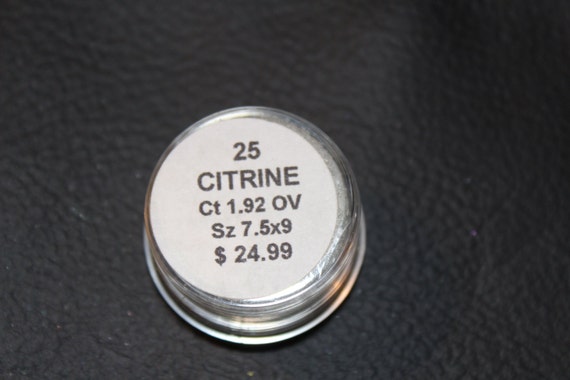 25
CITRINE
Ct 1.92 OV
Sz 7.5x9
$ 24.99